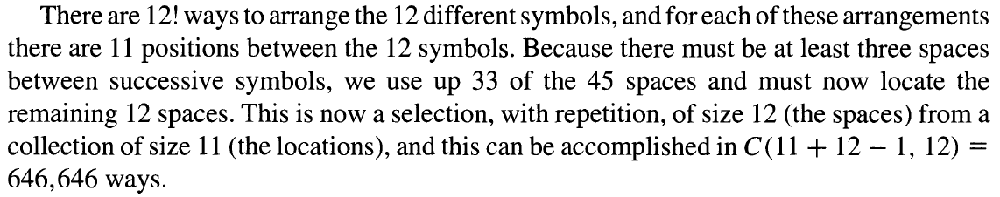 There are 12! ways to arrange the 12 different symbols, and for each of these arrangements
there are 11 positions between the 12 symbols. Because there must be at least three spaces
between successive symbols, we use up 33 of the 45 spaces and must now locate the
remaining 12 spaces. This is now a selection, with repetition, of size 12 (the spaces) from a
collection of size 11 (the locations), and this can be accomplished in C(11 + 12 − 1, 12) =
646,646 ways.